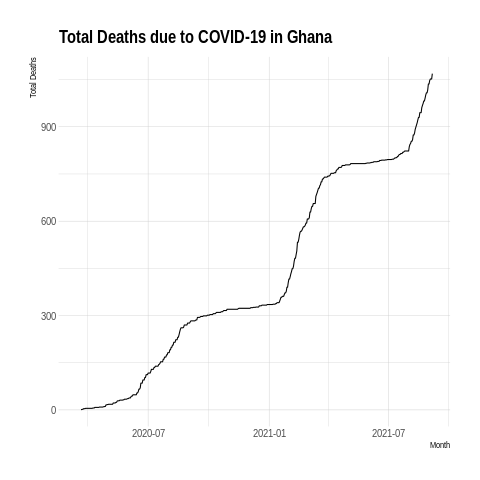 Total Deaths due to COVID-19 in Ghana
Total Deaths
900
600
300
0
2020-07
2021-01
2021-07
Month